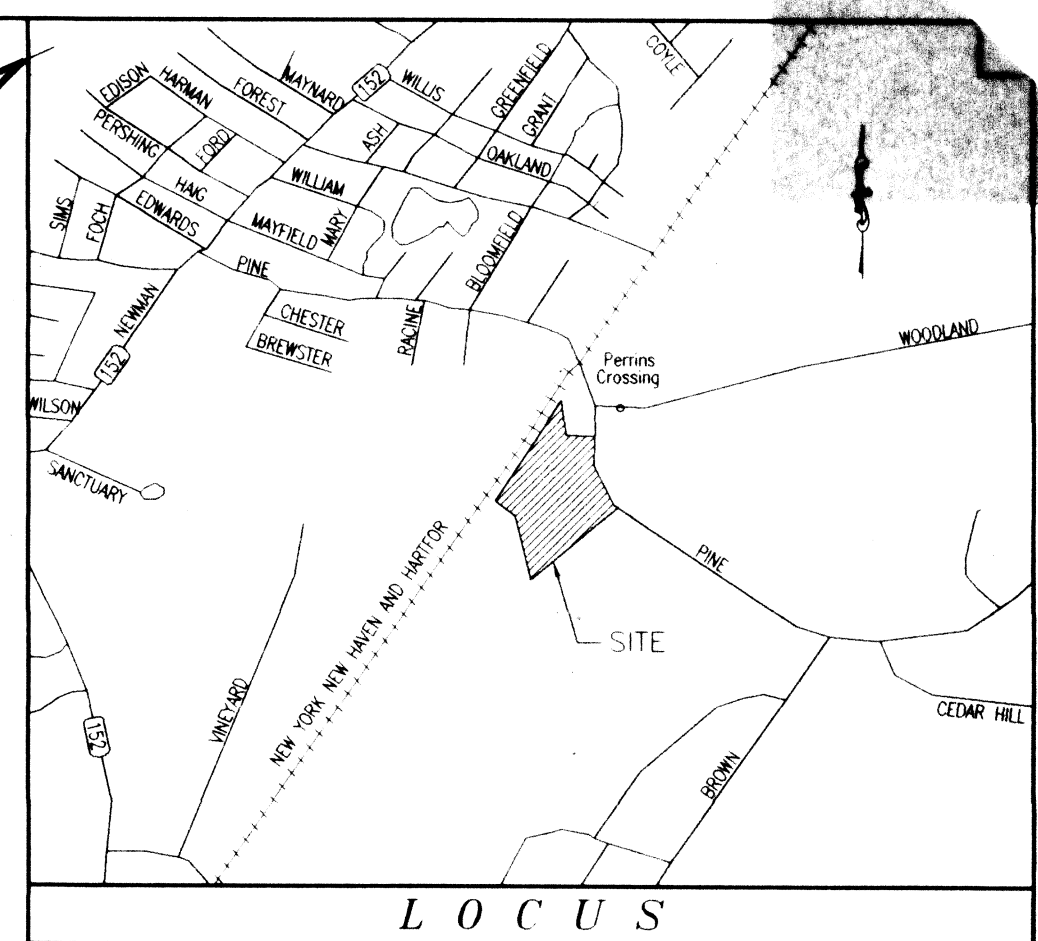 COYLE
EDISON
HARMAN
FOREST
MAYNARD
152
WILLIS
GREENFIELD
GRANT
PERSHING
FORD
ASH
OAKLAND
HAIG
WILLIAM
SIMS
FOCH
EDWARDS
MAYFIELD
MARY
BLOOMFIELD
PINE
NEWMAN
CHESTER
RACINE
BREWSTER
152
WOODLAND
Perrins
Crossing
WILSON
SANCTUARY
PINE
NEW YORK NEW HAVEN AND HARTFOR
SITE
VINEYARD
152
CEDAR HILL
BROWN
LOCUS